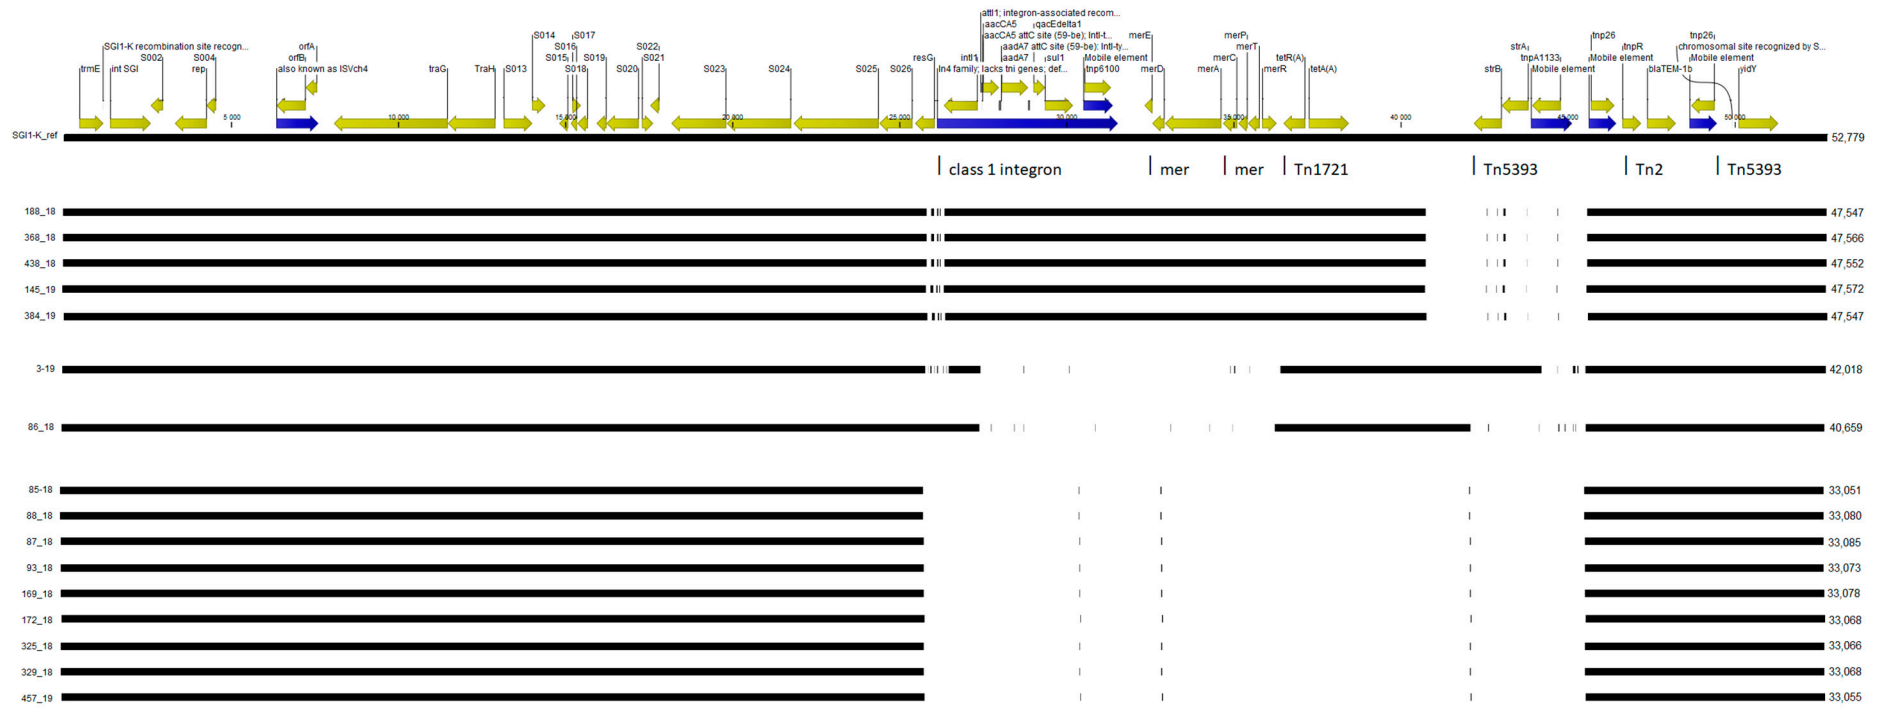 attI1; integron-associated recom...
aacCA5 qacEdelta1
S014 S017 aacCA5 attC site (59-be); IntI-t... merE merP tnp26 tnp26
SGI1-K recombination site recogn... orfA S016 S022 aadA7 attC site (59-be): IntI-ty... merT strA tnpR chromosomal site recognized by S...
S002 S004 orfB S015 S019 S021 resG intI1 aadA7 sul1 Mobile element merC tetR(A) tnpA1133 Mobile element Mobile element
trmE int SGI rep also known as ISVch4 traG TraH S013 S018 S020 S023 S024 S025 S026 In4 family; lacks tni genes; def... tnp6100 merD merA merR tetA(A) strB Mobile element blaTEM-1b yidY
5 000 10 000 15 000 20 000 25 000 30 000 35 000 40 000 45 000 50 000
SGI1-K_ref 52,779
class 1 integron mer mer Tn1721 Tn5393 Tn2 Tn5393
188_18 47,547
368_18 47,566
438_18 47,552
145_19 47,572
384_19 47,547
3-19 42,018
86_18 40,659
85-18 33,051
88_18 33,080
87_18 33,085
93_18 33,073
169_18 33,078
172_18 33,068
325_18 33,066
329_18 33,068
457_19 33,055